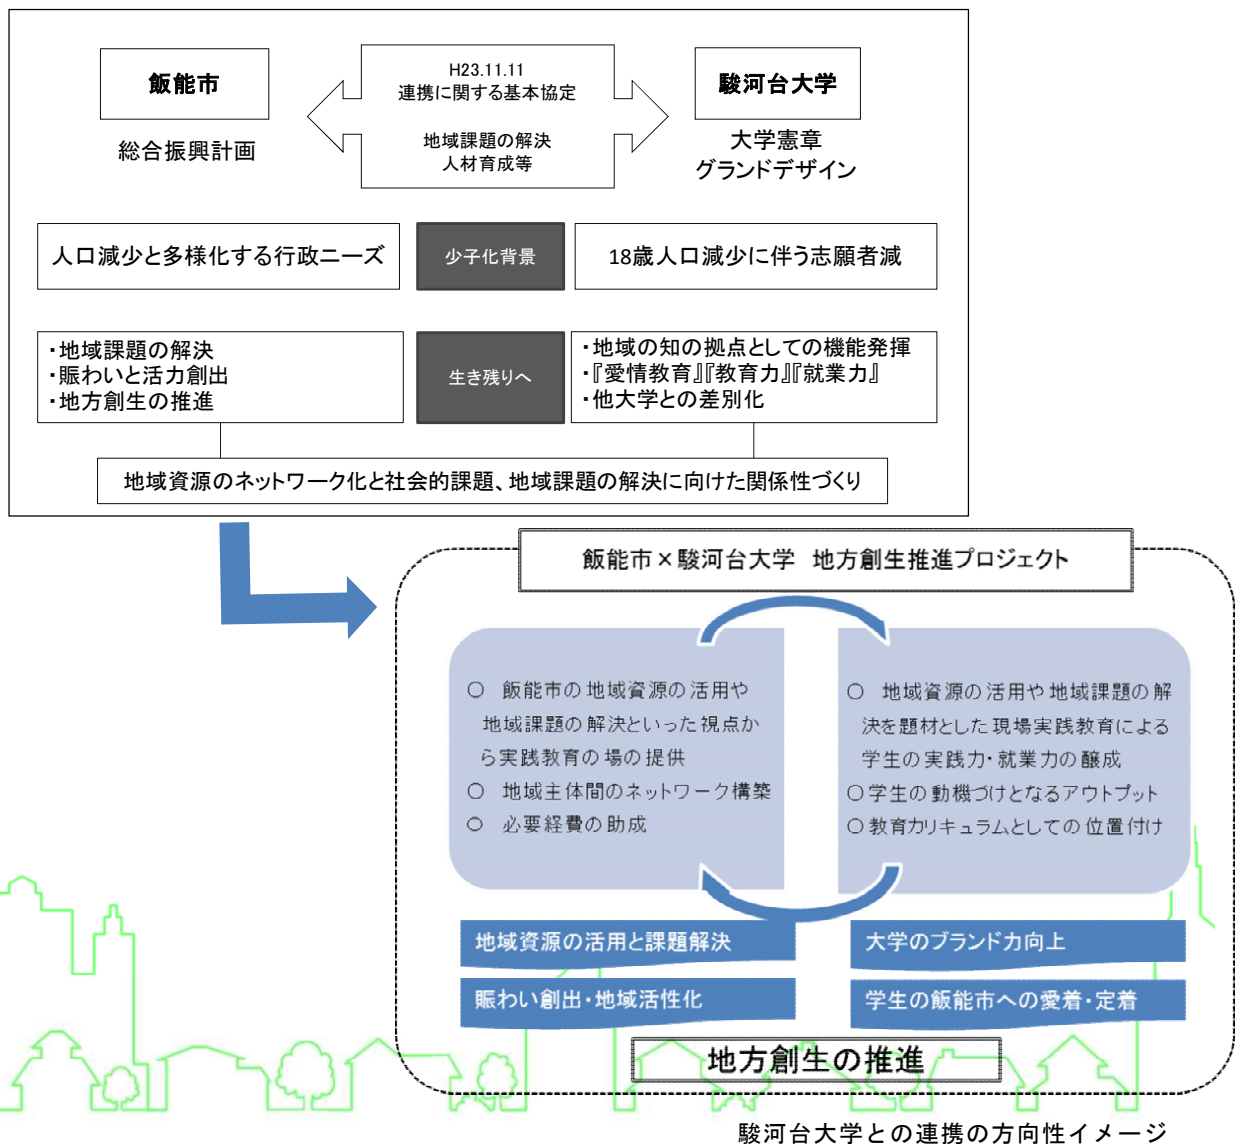 飯能市
総合振興計画
H23.11.11
連携に関する基本協定
地域課題の解決
人材育成等
駿河台大学
大学憲章
グランドデザイン
人口減少と多様化する行政ニーズ
少子化背景
18歳人口減少に伴う志願者減
・地域課題の解決
・賑わいと活力創出
・地方創生の推進
生き残りへ
・地域の知の拠点としての機能発揮
・『愛情教育』『教育力』『就業力』
・他大学との差別化
地域資源のネットワーク化と社会的課題、地域課題の解決に向けた関係性づくり
飯能市×駿河台大学 地方創生推進プロジェクト
○ 飯能市の地域資源の活用や
地域課題の解決といった視点か
ら実践教育の場の提供
○ 地域主体間のネットワーク構築
○ 必要経費の助成
○ 地域資源の活用や地域課題の解
決を題材とした現場実践教育による
学生の実践力・就業力の醸成
○学生の動機づけとなるアウトプット
○教育カリキュラムとしての位置付け
地域資源の活用と課題解決
賑わい創出・地域活性化
大学のブランド力向上
学生の飯能市への愛着・定着
地方創生の推進
駿河台大学との連携の方向性イメージ